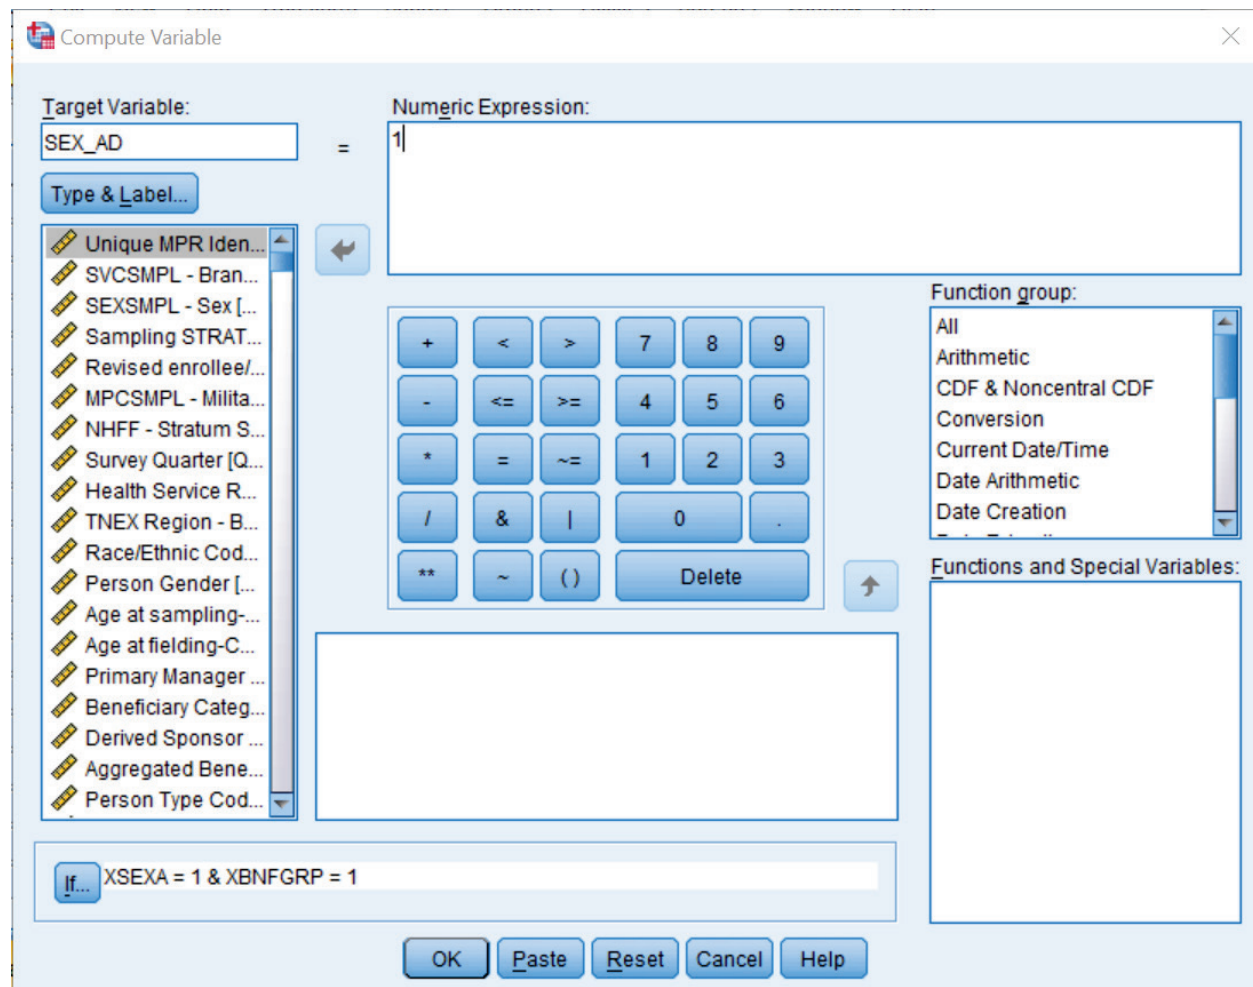 Compute Variable
Target Variable:
SEX_AD
=
Numeric Expression:
1
Type & Label...
Unique MPR Iden...
SVCSMPL - Bran...
SEXSMPL - Sex [...
Sampling STRAT...
Revised enrollee/...
MPCSMPL - Milita...
NHFF - Stratum S...
Survey Quarter [Q...
Health Service R...
TNEX Region - B...
Race/Ethnic Cod...
Person Gender [...
Age at sampling-...
Age at fielding-C...
Primary Manager ...
Beneficiary Categ...
Derived Sponsor ...
Aggregated Bene...
Person Type Cod...
+ < > 7 8 9
- <= >= 4 5 6
* = ~= 1 2 3
/ & | 0 .
** ~ ( ) Delete
Function group:
All
Arithmetic
CDF & Noncentral CDF
Conversion
Current Date/Time
Date Arithmetic
Date Creation
Functions and Special Variables:
If... XSEXA = 1 & XBNFGRP = 1
OK Paste Reset Cancel Help